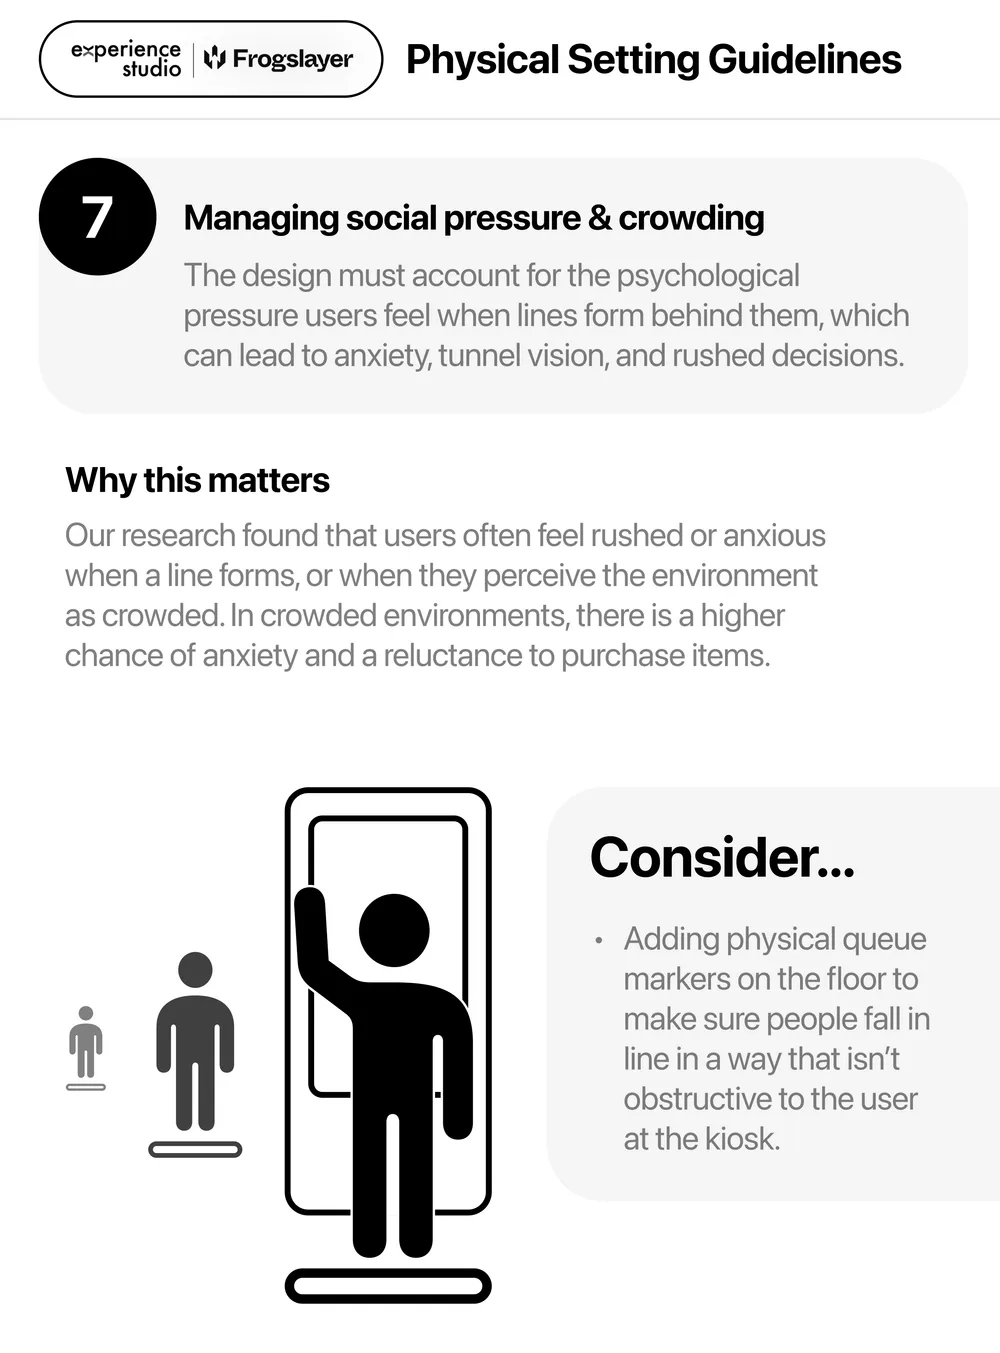 experience
studio
Frogslayer
Physical Setting Guidelines
7
Managing social pressure & crowding
The design must account for the psychological
pressure users feel when lines form behind them, which
can lead to anxiety, tunnel vision, and rushed decisions.
Why this matters
Our research found that users often feel rushed or anxious
when a line forms, or when they perceive the environment
as crowded. In crowded environments, there is a higher
chance of anxiety and a reluctance to purchase items.
Consider...
• Adding physical queue
markers on the floor to
make sure people fall in
line in a way that isn’t
obstructive to the user
at the kiosk.